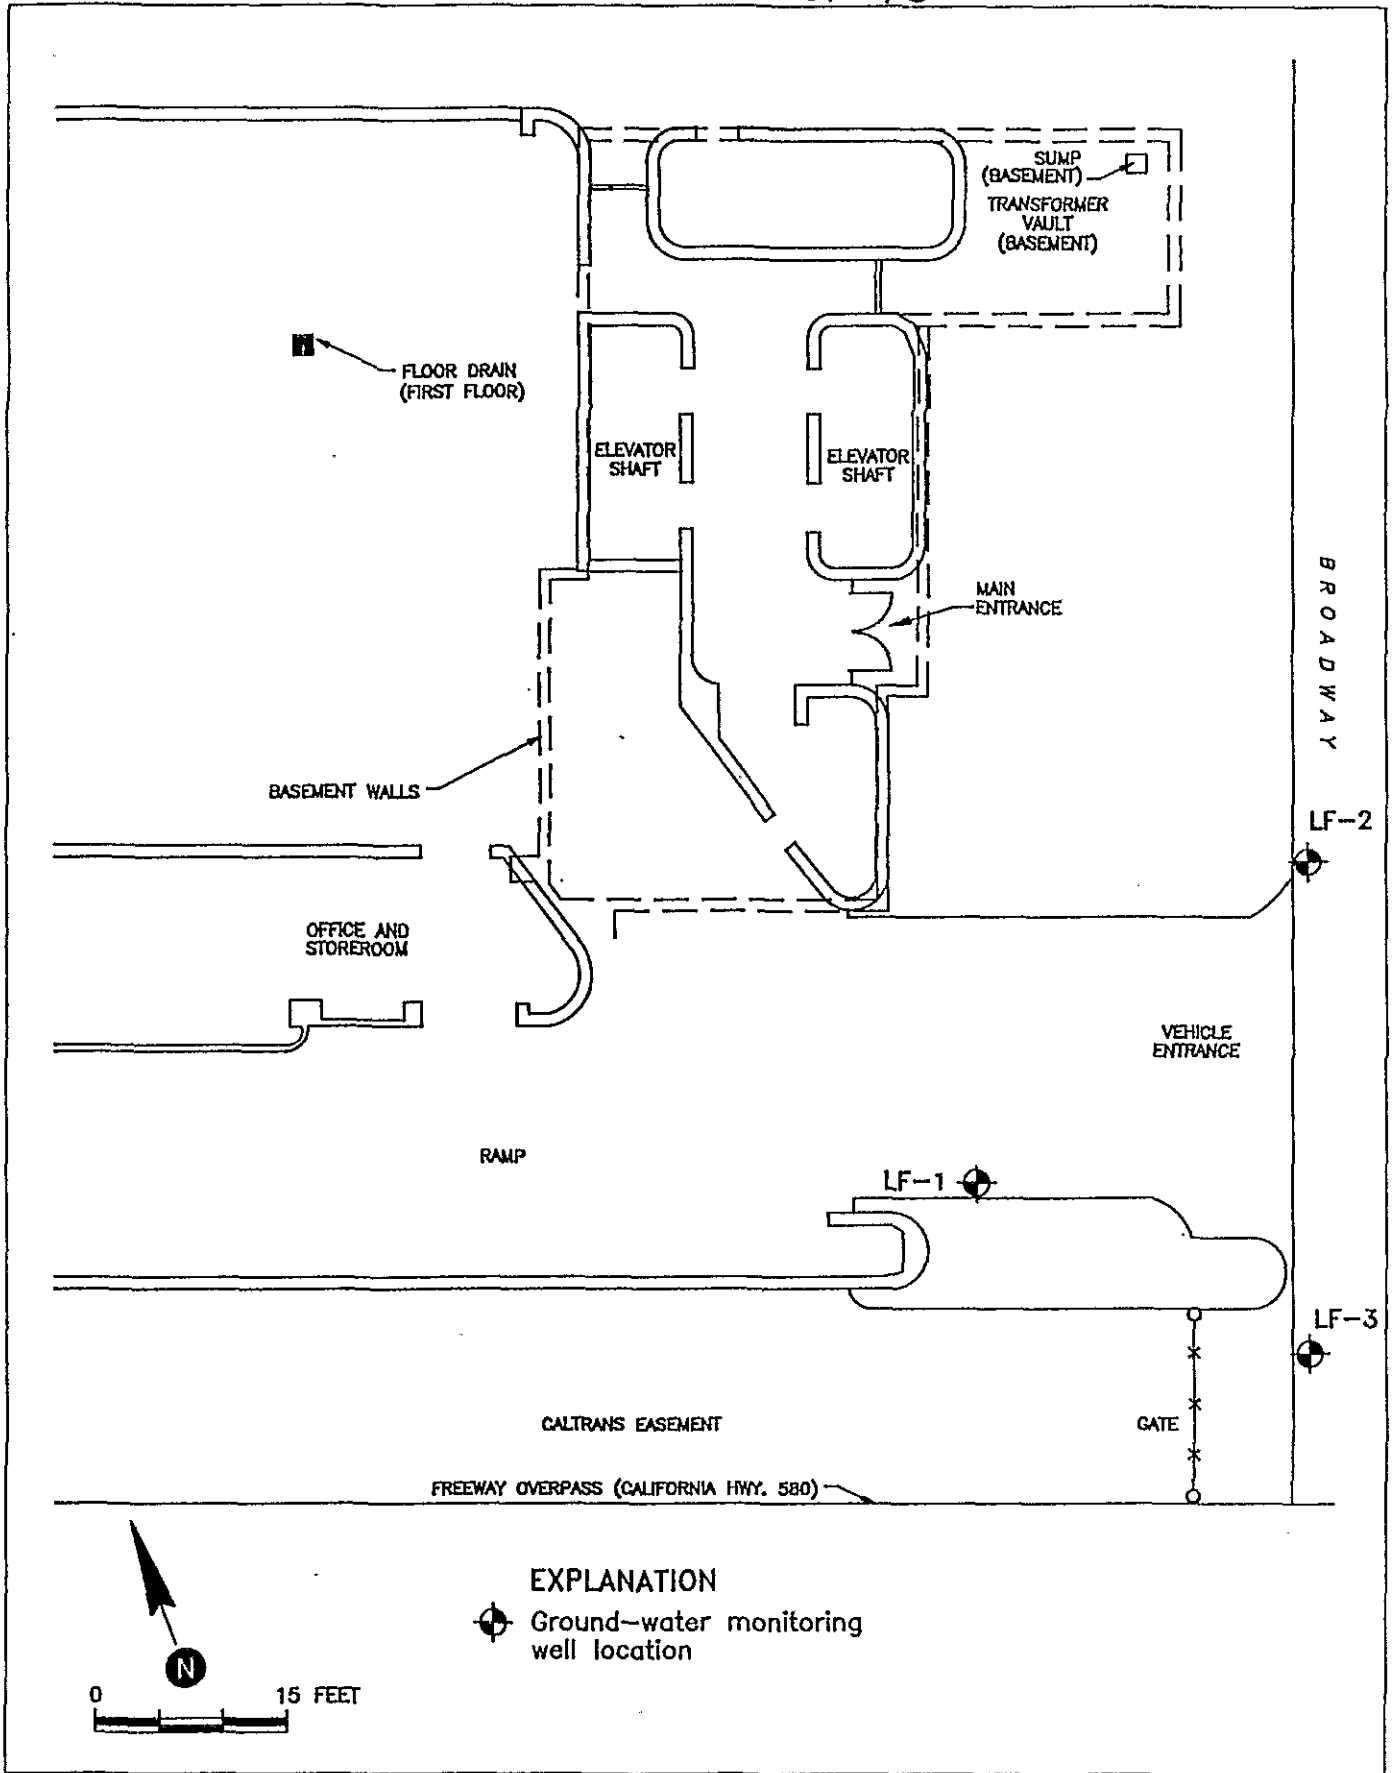 SUMP
(BASEMENT)
TRANSFORMER
VAULT
(BASEMENT)
FLOOR DRAIN
(FIRST FLOOR)
ELEVATOR
SHAFT
ELEVATOR
SHAFT
MAIN
ENTRANCE
BROADWAY
BASEMENT WALLS
LF-2
OFFICE AND
STOREROOM
VEHICLE
ENTRANCE
RAMP
LF-1
LF-3
CALTRANS EASEMENT
GATE
FREEWAY OVERPASS (CALIFORNIA HWY. 580)
EXPLANATION
Ground-water monitoring
well location
N
0 15 FEET